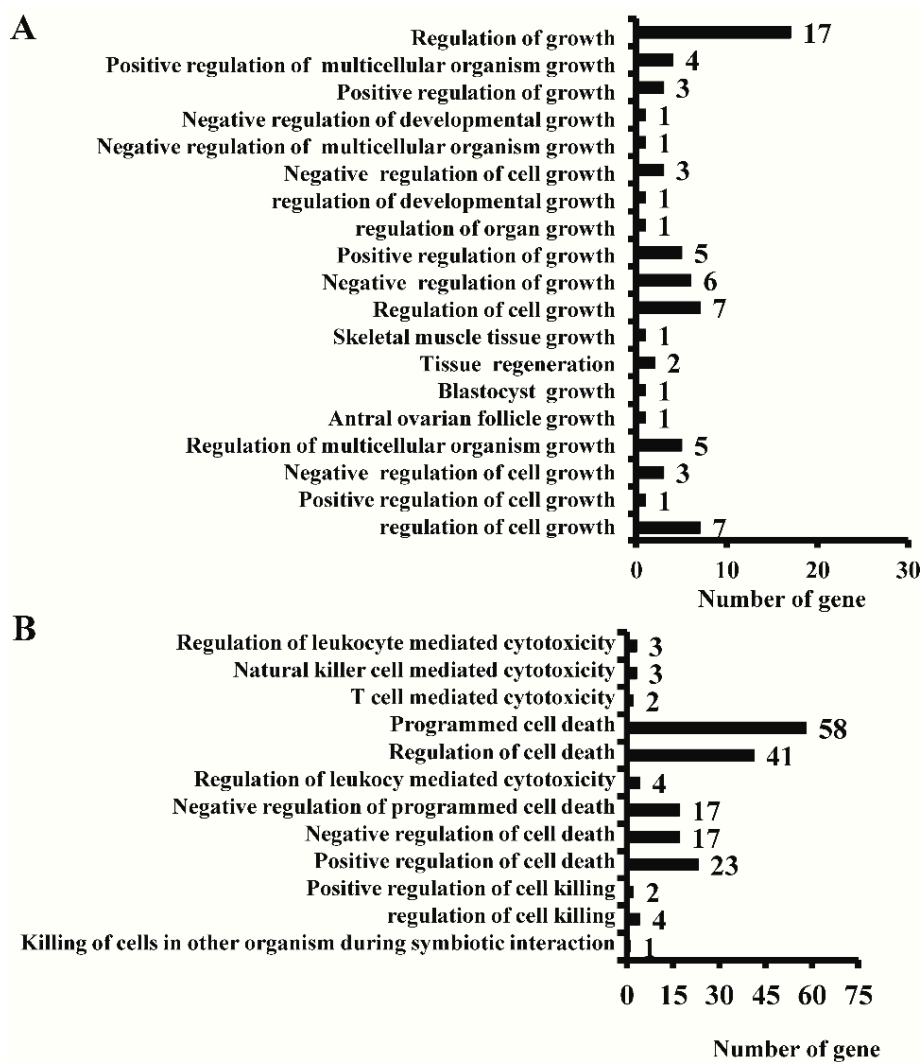 A
Regulation of growth 17
Positive regulation of multicellular organism growth 4
Positive regulation of growth 3
Negative regulation of developmental growth 1
Negative regulation of multicellular organism growth 1
Negative regulation of cell growth 3
regulation of developmental growth 1
regulation of organ growth 1
Positive regulation of growth 5
Negative regulation of growth 6
Regulation of cell growth 7
Skeletal muscle tissue growth 1
Tissue regeneration 2
Blastocyst growth 1
Antral ovarian follicle growth 1
Regulation of multicellular organism growth 5
Negative regulation of cell growth 3
Positive regulation of cell growth 1
regulation of cell growth 7
0 10 20 30
Number of gene
B
Regulation of leukocyte mediated cytotoxicity 3
Natural killer cell mediated cytotoxicity 3
T cell mediated cytotoxicity 2
Programmed cell death 58
Regulation of cell death 41
Regulation of leukocy mediated cytotoxicity 4
Negative regulation of programmed cell death 17
Negative regulation of cell death 17
Positive regulation of cell death 23
Positive regulation of cell killing 2
regulation of cell killing 4
Killing of cells in other organism during symbiotic interaction 1
0 15 30 45 60 75
Number of gene